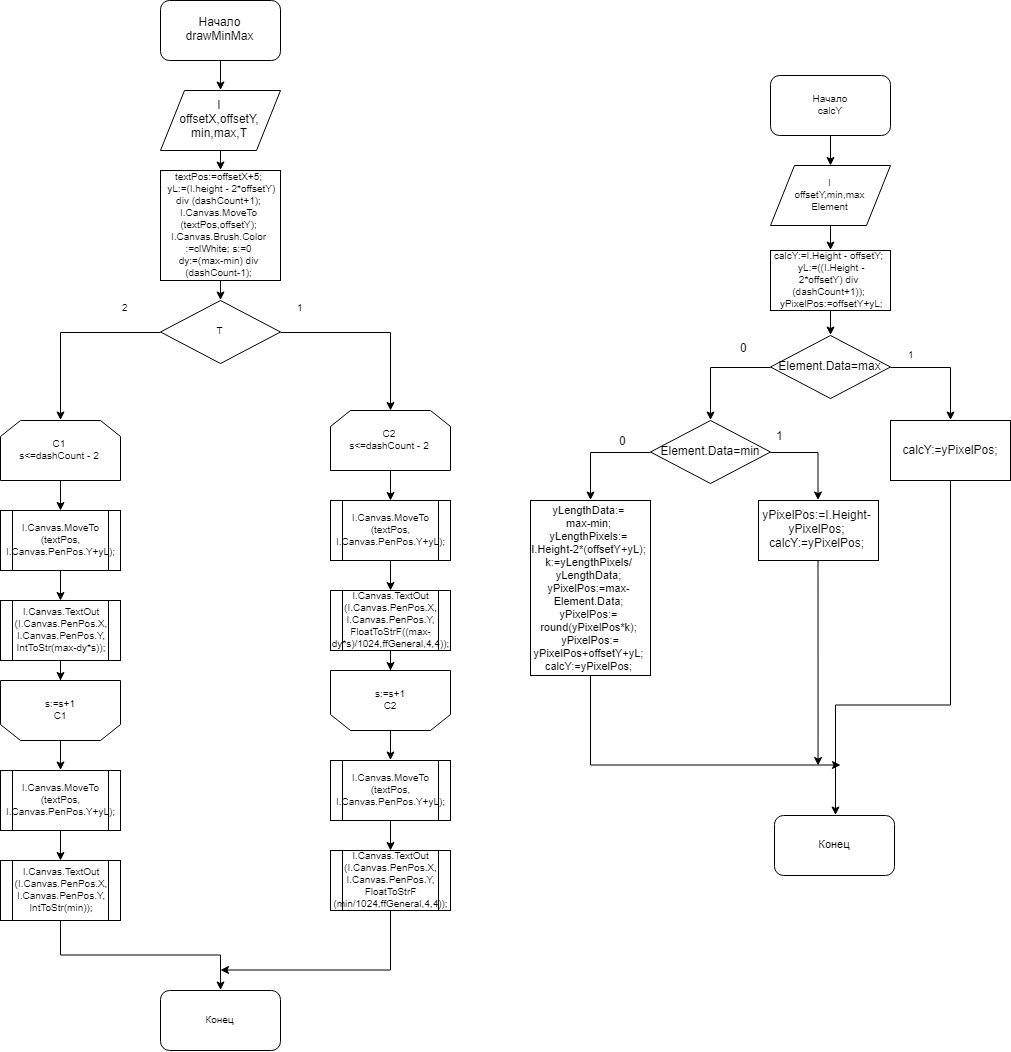 Начало
drawMinMax
I
offsetX,offsetY,
min,max,T
textPos:=offsetX+5;
yL:=(I.height - 2*offsetY)
div (dashCount+1);
I.Canvas.MoveTo
(textPos,offsetY);
I.Canvas.Brush.Color
:=clWhite; s:=0
dy:=(max-min) div
(dashCount-1);
2
1
T
C1
s<=dashCount - 2
I.Canvas.MoveTo
(textPos,
I.Canvas.PenPos.Y+yL);
I.Canvas.TextOut
(I.Canvas.PenPos.X,
I.Canvas.PenPos.Y,
IntToStr(max-dy*s));
s:=s+1
C1
I.Canvas.MoveTo
(textPos,
I.Canvas.PenPos.Y+yL);
I.Canvas.TextOut
(I.Canvas.PenPos.X,
I.Canvas.PenPos.Y,
IntToStr(min));
C2
s<=dashCount - 2
I.Canvas.MoveTo
(textPos,
I.Canvas.PenPos.Y+yL);
I.Canvas.TextOut
(I.Canvas.PenPos.X,
I.Canvas.PenPos.Y,
FloatToStrF((max-
dy*s)/1024,ffGeneral,4,4));
s:=s+1
C2
I.Canvas.MoveTo
(textPos,
I.Canvas.PenPos.Y+yL);
I.Canvas.TextOut
(I.Canvas.PenPos.X,
I.Canvas.PenPos.Y,
FloatToStrF
(min/1024,ffGeneral,4,4));
Конец
Начало
calcY
I
offsetY,min,max
Element
calcY:=I.Height - offsetY;
yL:=((I.Height -
2*offsetY) div
(dashCount+1));
yPixelPos:=offsetY+yL;
0
1
Element.Data=max
0
1
Element.Data=min
calcY:=yPixelPos;
yLengthData:=
max-min;
yLengthPixels:=
I.Height-2*(offsetY+yL);
k:=yLengthPixels/
yLengthData;
yPixelPos:=max-
Element.Data;
yPixelPos:=
round(yPixelPos*k);
yPixelPos:=
yPixelPos+offsetY+yL;
calcY:=yPixelPos;
yPixelPos:=I.Height-
yPixelPos;
calcY:=yPixelPos;
Конец